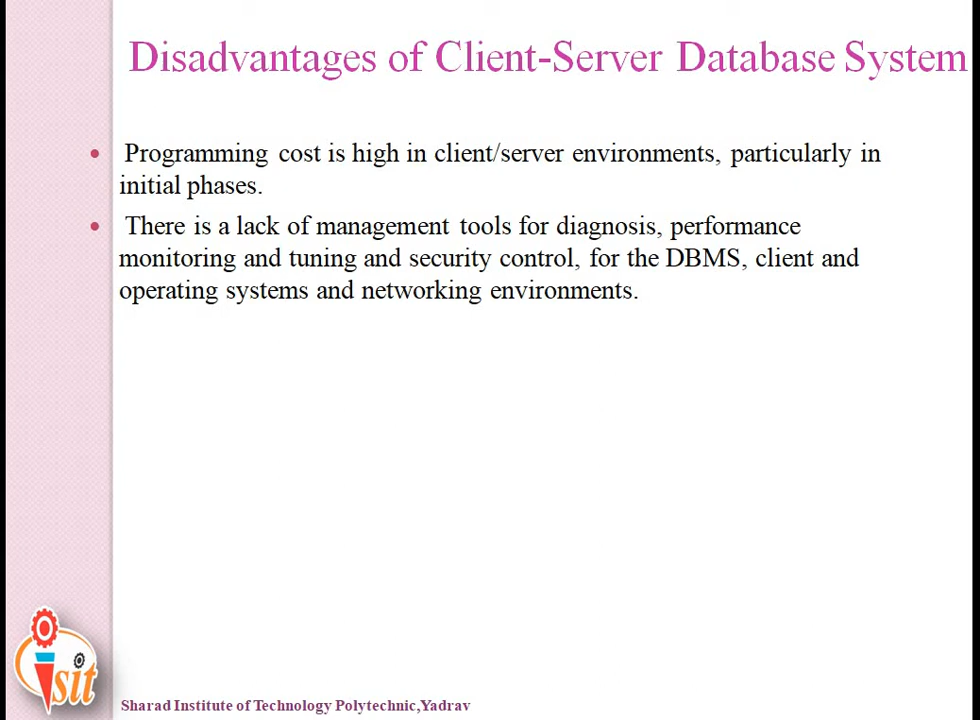 Disadvantages of Client-Server Database System
• Programming cost is high in client/server environments, particularly in
initial phases.
• There is a lack of management tools for diagnosis, performance
monitoring and tuning and security control, for the DBMS, client and
operating systems and networking environments.
sit
Sharad Institute of Technology Polytechnic,Yadrav